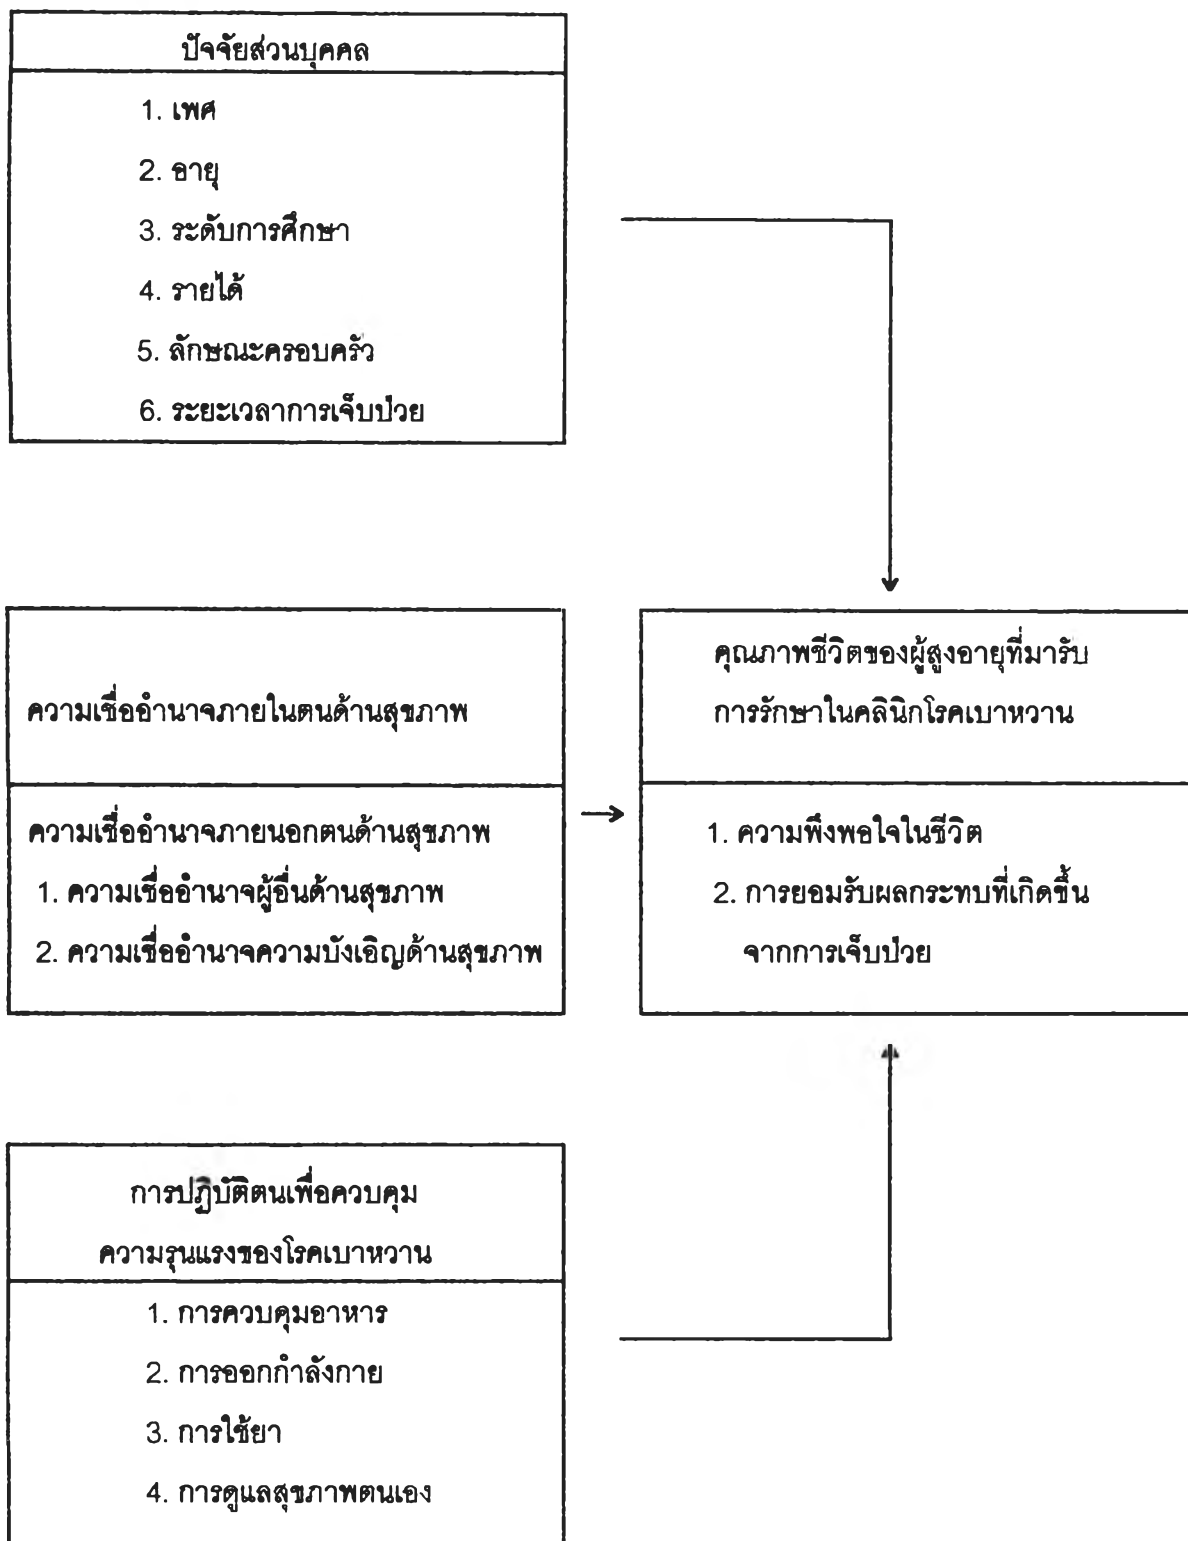 ปัจจัยส่วนบุคคล
1. เพศ
2. อายุ
3. ระดับการศึกษา
4. รายได้
5. ลักษณะครอบครัว
6. ระยะเวลาการเจ็บป่วย
ความเชื่ออำนาจภายในตนด้านสุขภาพ
ความเชื่ออำนาจภายนอกตนด้านสุขภาพ
1. ความเชื่ออำนาจผู้อื่นด้านสุขภาพ
2. ความเชื่ออำนาจความบังเอิญด้านสุขภาพ
คุณภาพชีวิตของผู้สูงอายุที่มารับ
การรักษาในคลินิกโรคเบาหวาน
1. ความพึงพอใจในชีวิต
2. การยอมรับผลกระทบที่เกิดขึ้น
จากการเจ็บป่วย
การปฏิบัติตนเพื่อควบคุม
ความรุนแรงของโรคเบาหวาน
1. การควบคุมอาหาร
2. การออกกำลังกาย
3. การใช้ยา
4. การดูแลสุขภาพตนเอง